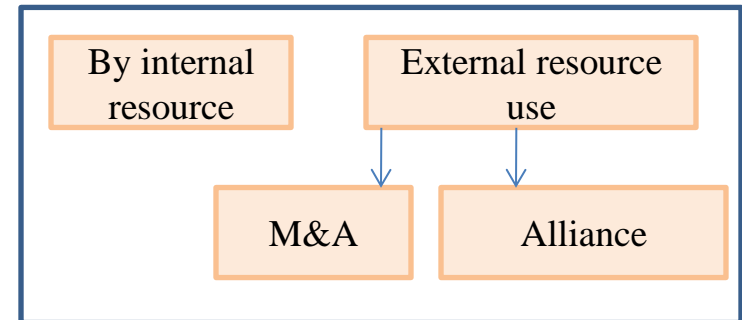 By internal
resource
External resource
use
M&A
Alliance